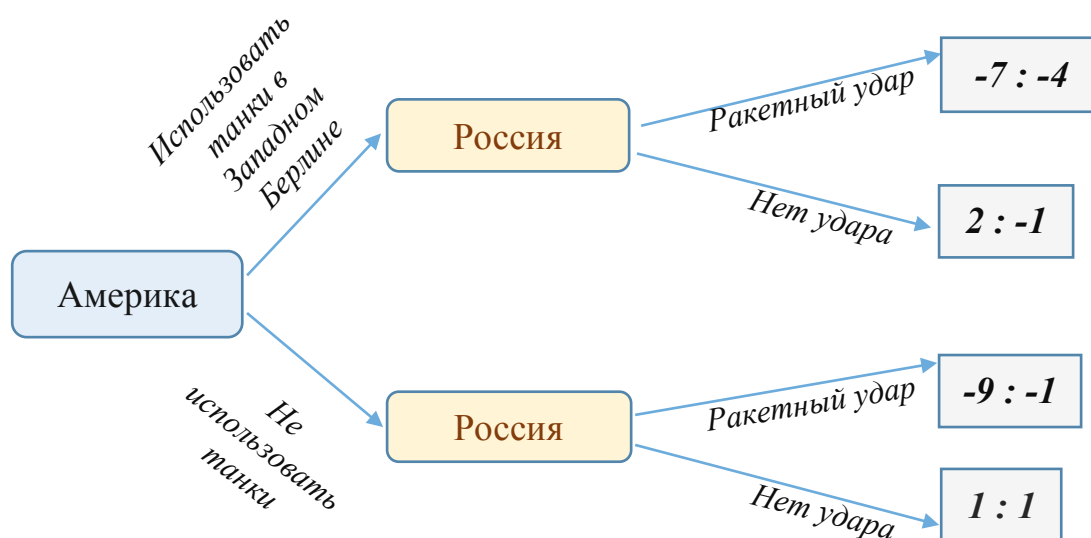 Использовать
танки в
Западном
Берлине
Россия
Ракетный удар
-7 : -4
Нет удара
2 : -1
Америка
Не
использовать
танки
Россия
Ракетный удар
-9 : -1
Нет удара
1 : 1